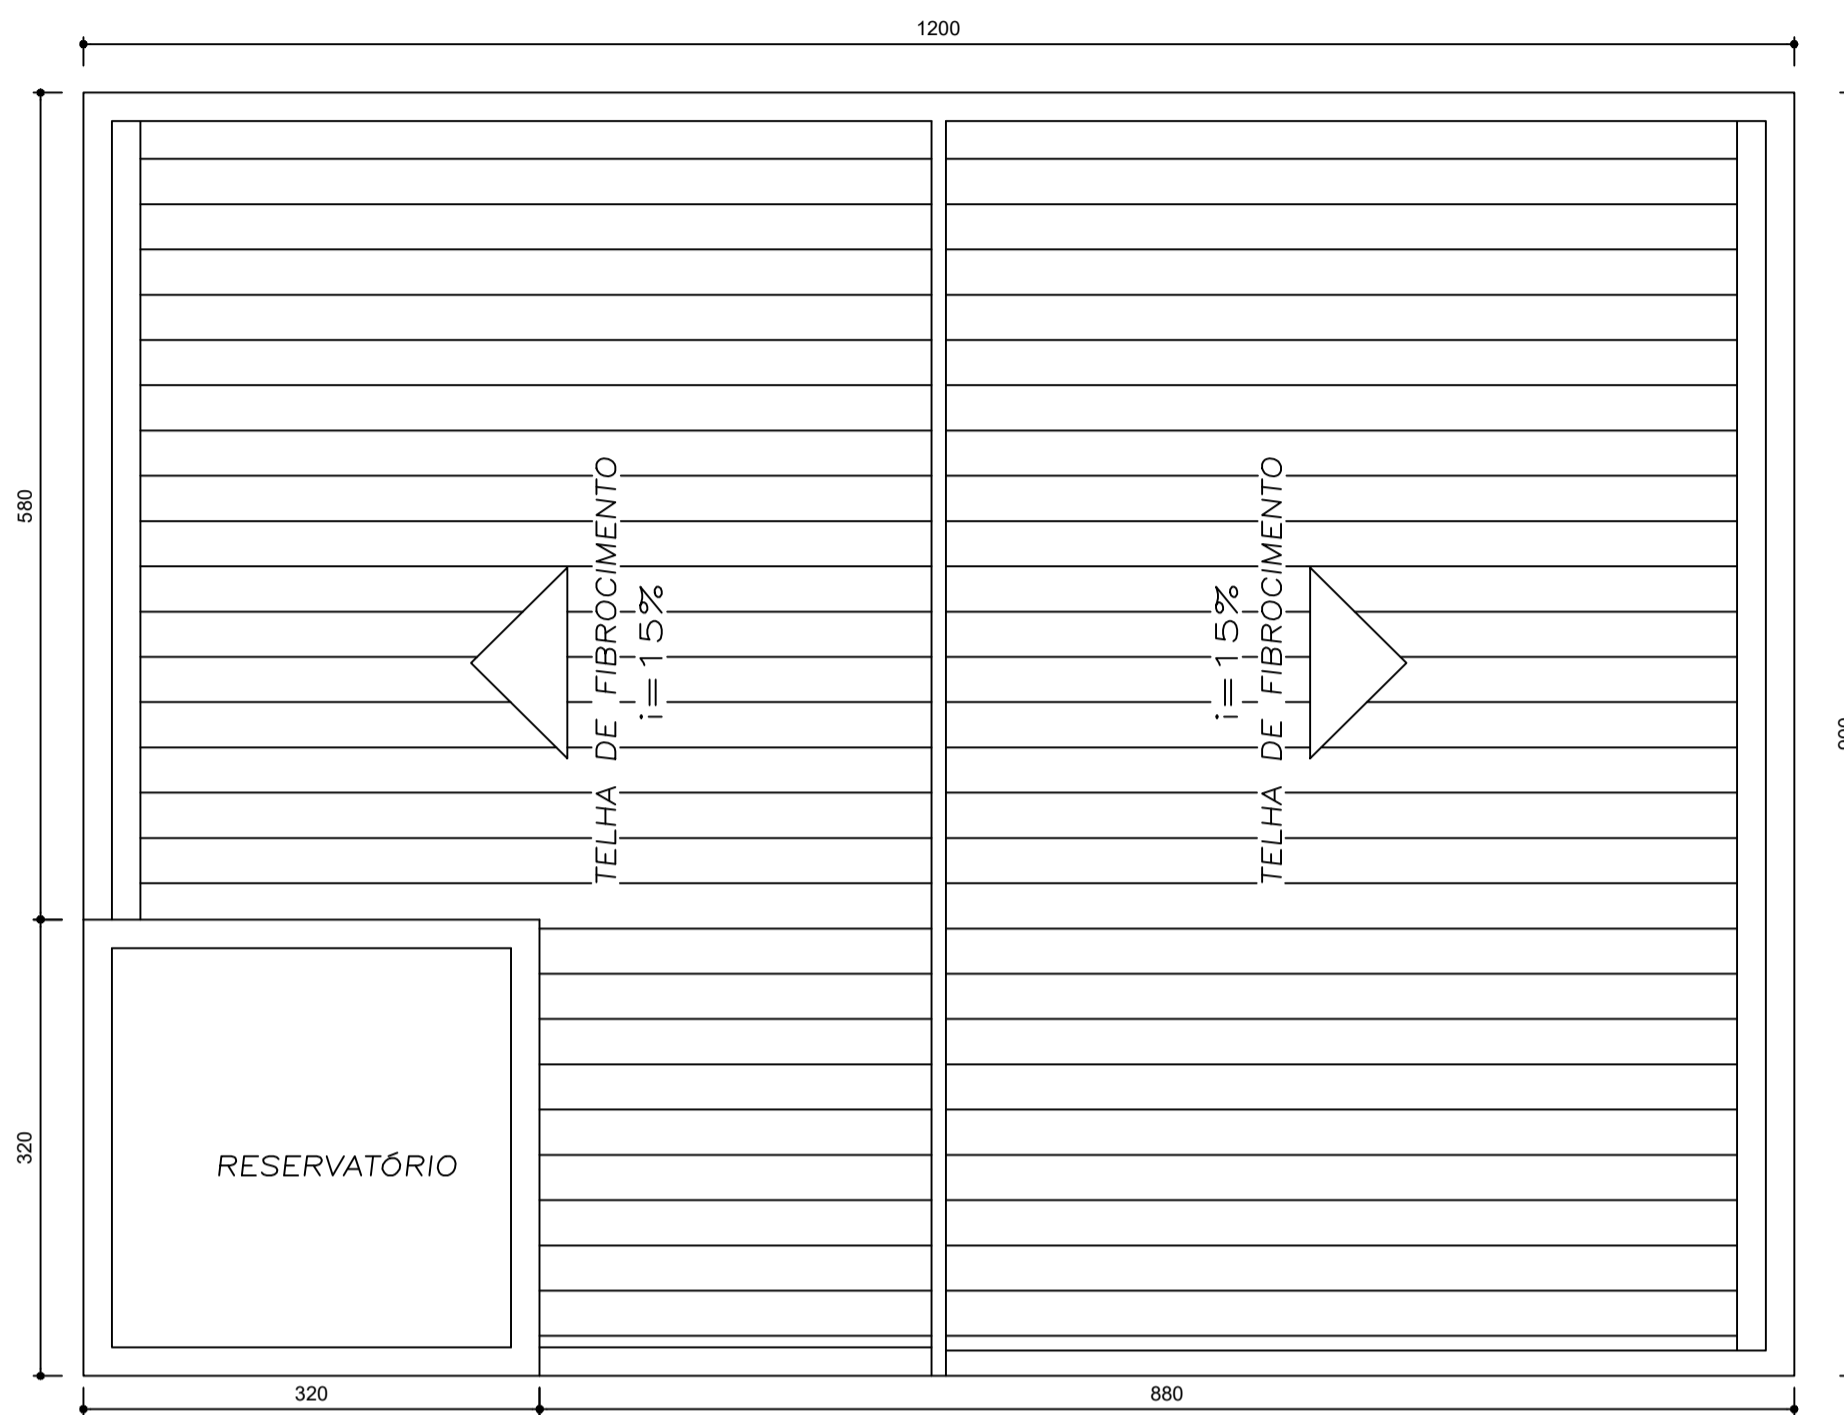 1200
580
TELHA DE FIBROCIMENTO
i=15%
i=15%
TELHA DE FIBROCIMENTO
320
RESERVATÓRIO
320
880